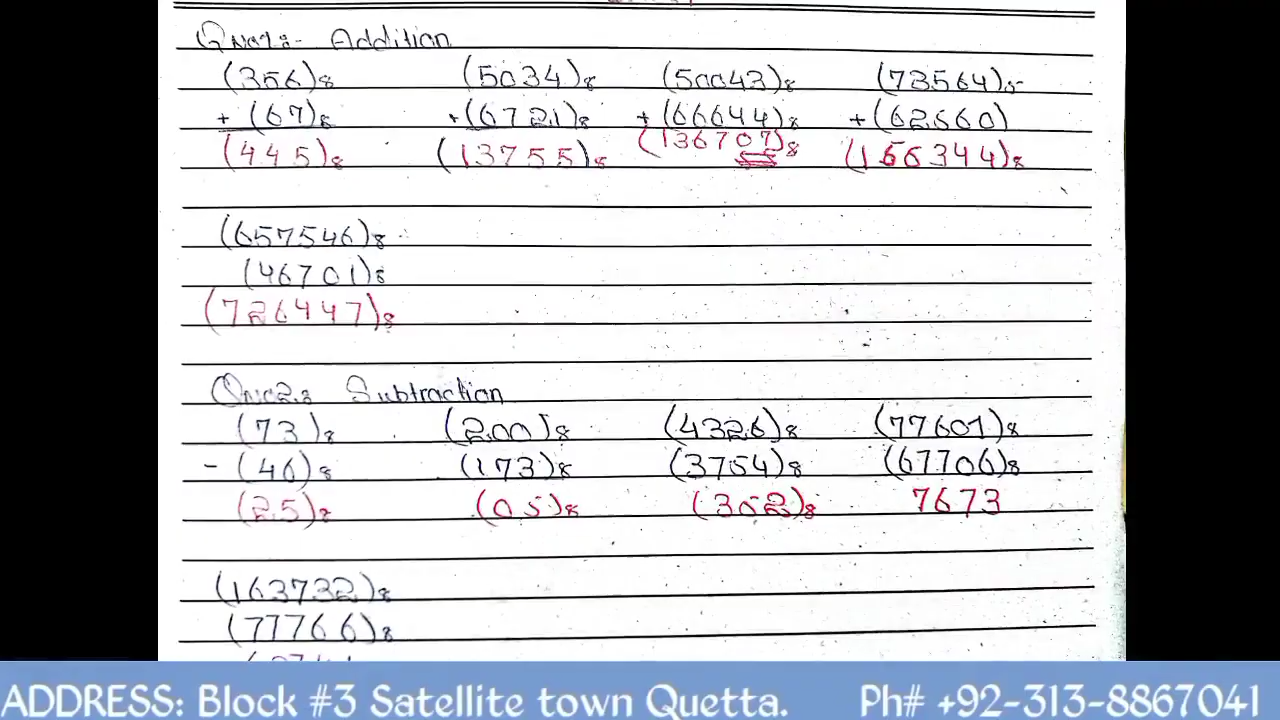 Qno1:- Addition
(356)8 (5034)8 (50043)8 (73564)8
+ (67)8 +(6721)8 +(66644)8 +(62560)
(445)8 (13755)8 (136707)8 (156344)8
(657546)8
(46701)8
(726447)8
Qno2:- Subtraction
(73)8 (200)8 (4326)8 (77601)8
- (46)8 (173)8 (3754)8 (67706)8
(25)8 (05)8 (352)8 7673
(163732)8
(77766)8
ADDRESS: Block #3 Satellite town Quetta. Ph# +92-313-8867041